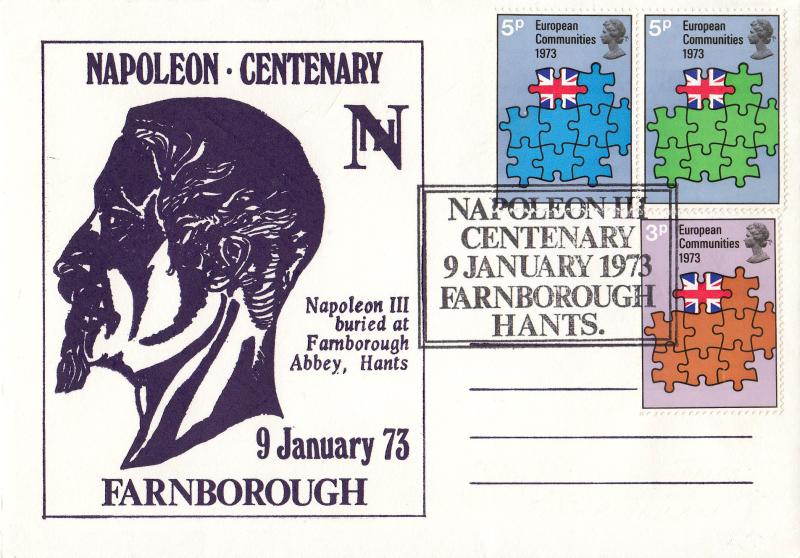 NAPOLEON · CENTENARY
N III
Napoleon III
buried at
Farnborough
Abbey, Hants
9 January 73
FARNBOROUGH
5p
European
Communities
1973
5p
European
Communities
1973
3p
European
Communities
1973
NAPOLEON III
CENTENARY
9 JANUARY 1973
FARNBOROUGH
HANTS.